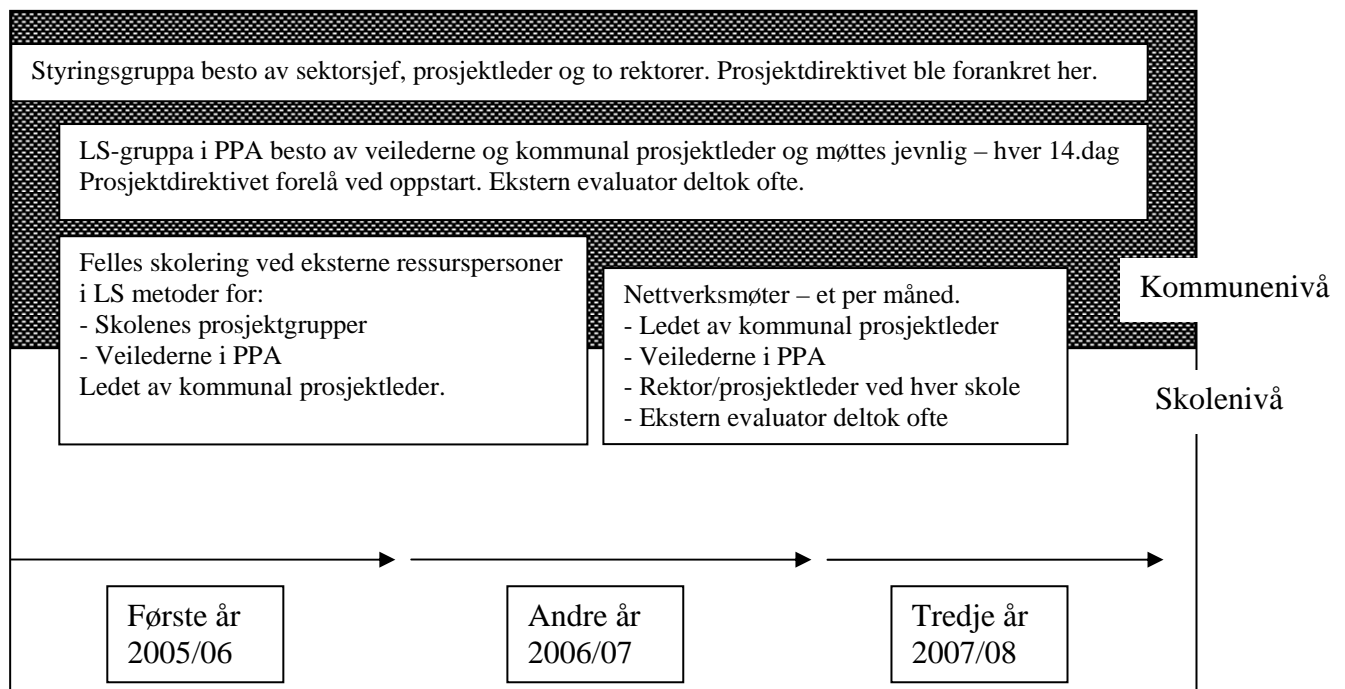 Styringsgruppa besto av sektorsjef, prosjektleder og to rektorer. Prosjektdirektivet ble forankret her.
LS-gruppa i PPA besto av veilederne og kommunal prosjektleder og møttes jevnlig – hver 14.dag
Prosjektdirektivet forelå ved oppstart. Ekstern evaluator deltok ofte.
Felles skolering ved eksterne ressurspersoner
i LS metoder for:
- Skolenes prosjektgrupper
- Veilederne i PPA
Ledet av kommunal prosjektleder.
Nettverksmøter – et per måned.
- Ledet av kommunal prosjektleder
- Veilederne i PPA
- Rektor/prosjektleder ved hver skole
- Ekstern evaluator deltok ofte
Kommunenivå
Skolenivå
Første år
2005/06
Andre år
2006/07
Tredje år
2007/08